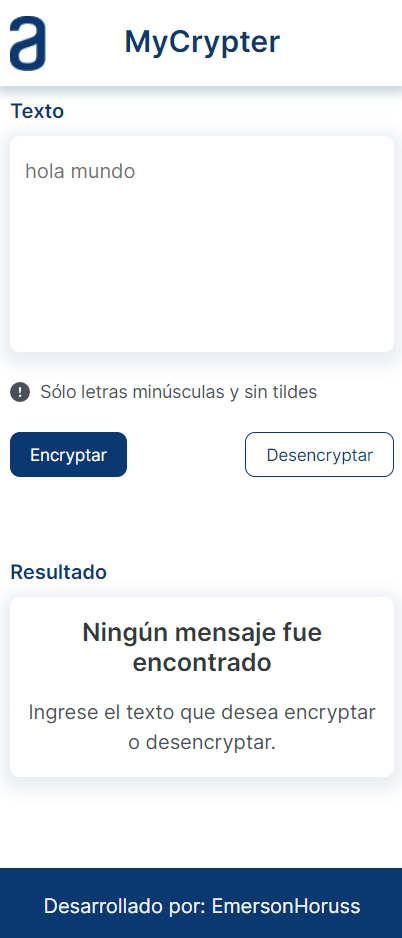 a
MyCrypter
Texto
hola mundo
! Sólo letras minúsculas y sin tildes
Encryptar
Desencryptar
Resultado
Ningún mensaje fue
encontrado
Ingrese el texto que desea encryptar
o desencryptar.
Desarrollado por: EmersonHoruss